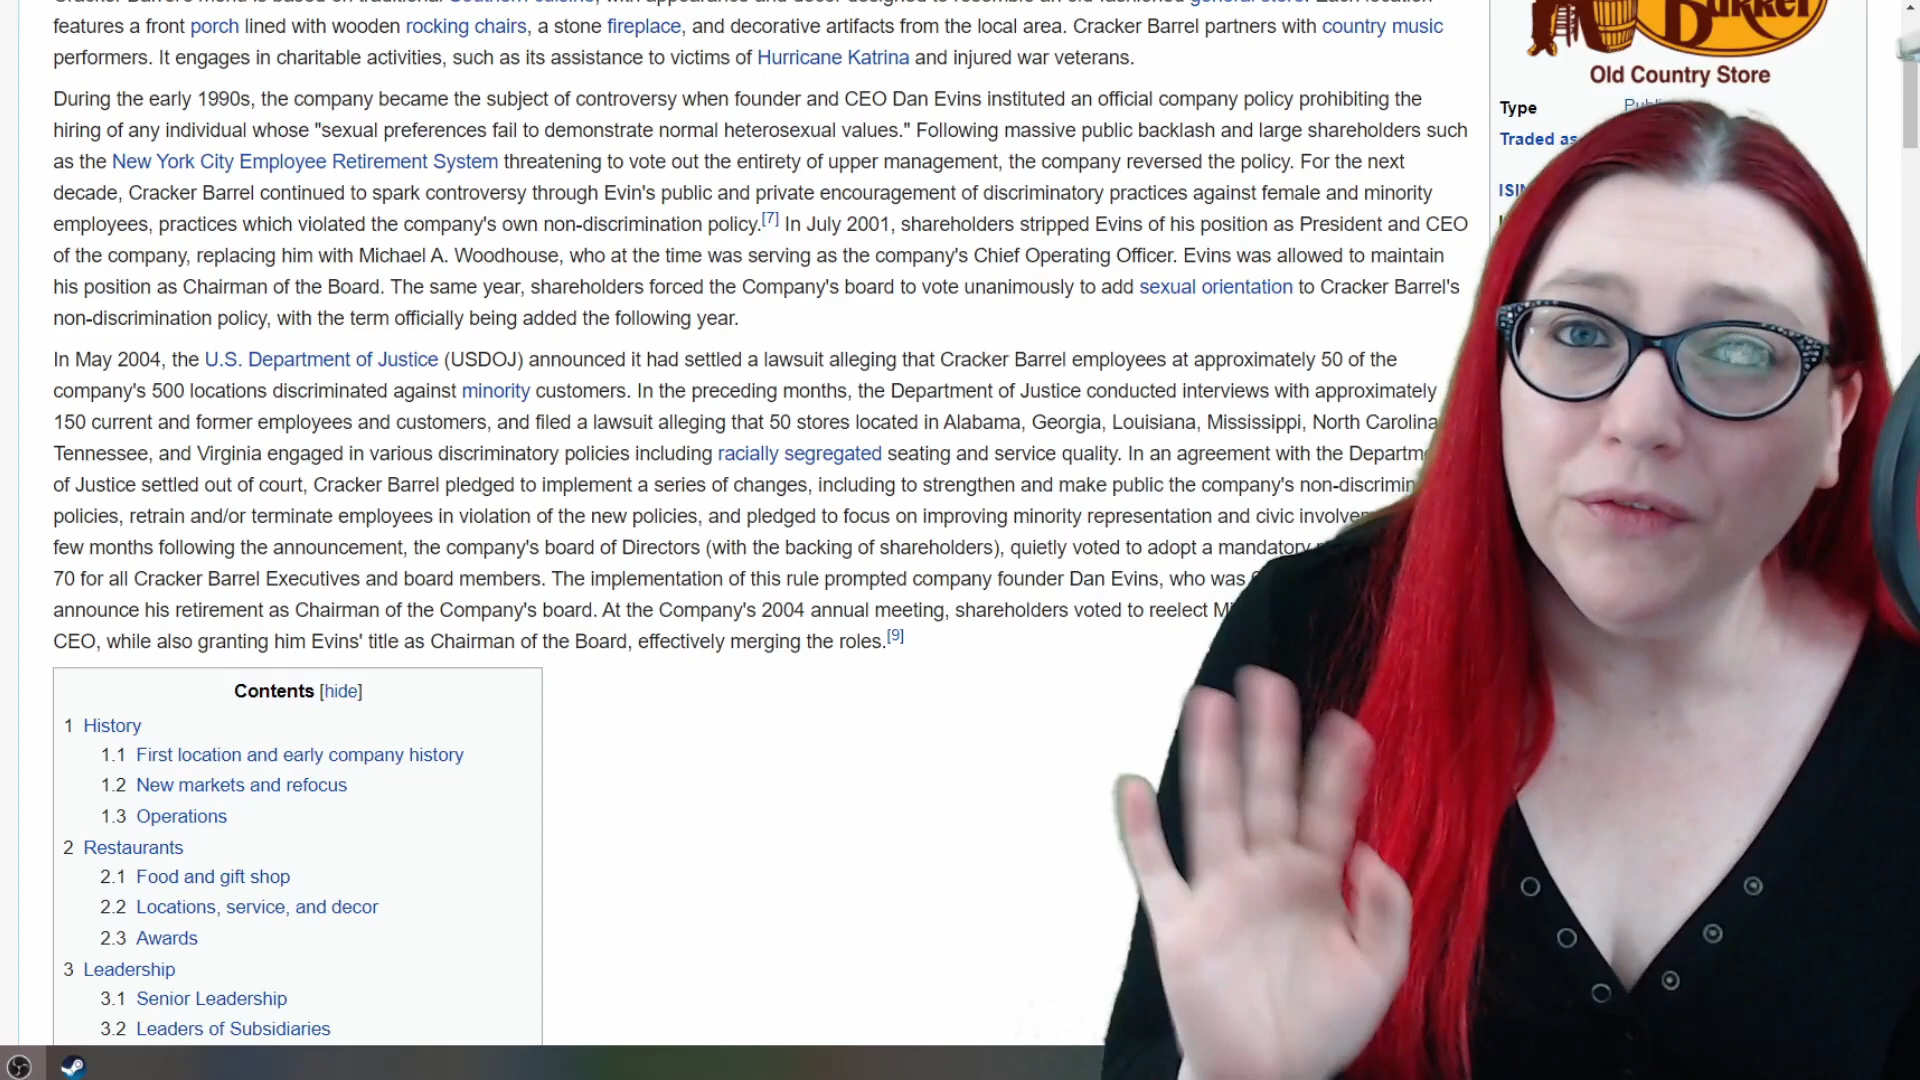 features a front porch lined with wooden rocking chairs, a stone fireplace, and decorative artifacts from the local area. Cracker Barrel partners with country music
performers. It engages in charitable activities, such as its assistance to victims of Hurricane Katrina and injured war veterans.
During the early 1990s, the company became the subject of controversy when founder and CEO Dan Evins instituted an official company policy prohibiting the
hiring of any individual whose "sexual preferences fail to demonstrate normal heterosexual values." Following massive public backlash and large shareholders such
as the New York City Employee Retirement System threatening to vote out the entirety of upper management, the company reversed the policy. For the next
decade, Cracker Barrel continued to spark controversy through Evin's public and private encouragement of discriminatory practices against female and minority
employees, practices which violated the company's own non-discrimination policy.[7] In July 2001, shareholders stripped Evins of his position as President and CEO
of the company, replacing him with Michael A. Woodhouse, who at the time was serving as the company's Chief Operating Officer. Evins was allowed to maintain
his position as Chairman of the Board. The same year, shareholders forced the Company's board to vote unanimously to add sexual orientation to Cracker Barrel's
non-discrimination policy, with the term officially being added the following year.
In May 2004, the U.S. Department of Justice (USDOJ) announced it had settled a lawsuit alleging that Cracker Barrel employees at approximately 50 of the
company's 500 locations discriminated against minority customers. In the preceding months, the Department of Justice conducted interviews with approximately
150 current and former employees and customers, and filed a lawsuit alleging that 50 stores located in Alabama, Georgia, Louisiana, Mississippi, North Carolina
Tennessee, and Virginia engaged in various discriminatory policies including racially segregated seating and service quality. In an agreement with the
of Justice settled out of court, Cracker Barrel pledged to implement a series of changes, including to strengthen and make public the company's
policies, retrain and/or terminate employees in violation of the new policies, and pledged to focus on improving minority representation and civic
few months following the announcement, the company's board of Directors (with the backing of shareholders), quietly voted to adopt a mandatory
70 for all Cracker Barrel Executives and board members. The implementation of this rule prompted company founder Dan Evins, who was
announce his retirement as Chairman of the Company's board. At the Company's 2004 annual meeting, shareholders voted to reelect
CEO, while also granting him Evins' title as Chairman of the Board, effectively merging the roles.[9]
Contents [hide]
1 History
1.1 First location and early company history
1.2 New markets and refocus
1.3 Operations
2 Restaurants
2.1 Food and gift shop
2.2 Locations, service, and decor
2.3 Awards
3 Leadership
3.1 Senior Leadership
3.2 Leaders of Subsidiaries
Old Country Store
Type
Traded as